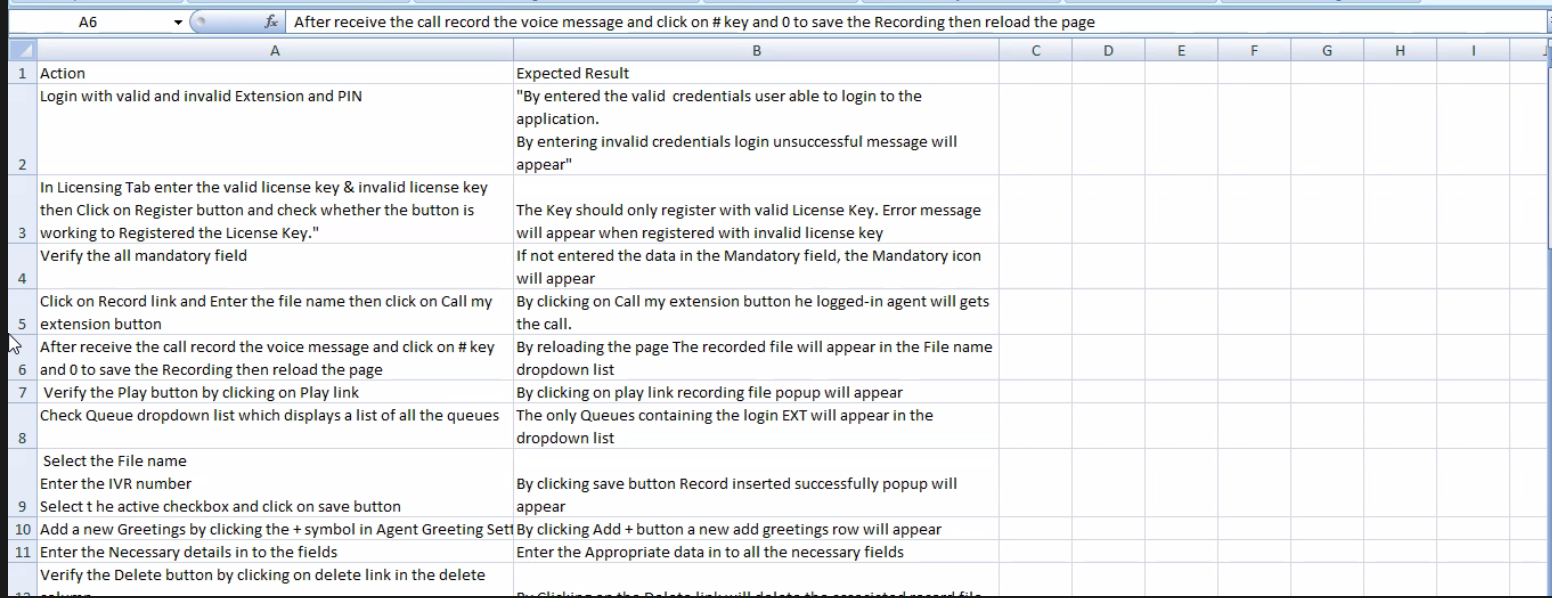 A6 fx After receive the call record the voice message and click on # key and 0 to save the Recording then reload the page
A B C D E F G H I
1 Action Expected Result
Login with valid and invalid Extension and PIN "By entered the valid  credentials user able to login to the
application.
By entering invalid credentials login unsuccessful message will
2 appear"
In Licensing Tab enter the valid license key & invalid license key
then Click on Register button and check whether the button is The Key should only register with valid License Key. Error message
3 working to Registered the License Key." will appear when registered with invalid license key
Verify the all mandatory field If not entered the data in the Mandatory field, the Mandatory icon
4 will appear
Click on Record link and Enter the file name then click on Call my By clicking on Call my extension button he logged-in agent will gets
5 extension button the call.
After receive the call record the voice message and click on # key By reloading the page The recorded file will appear in the File name
6 and 0 to save the Recording then reload the page dropdown list
7 Verify the Play button by clicking on Play link By clicking on play link recording file popup will appear
Check Queue dropdown list which displays a list of all the queues The only Queues containing the login EXT will appear in the
8 dropdown list
Select the File name
Enter the IVR number By clicking save button Record inserted successfully popup will
9 Select t he active checkbox and click on save button appear
10 Add a new Greetings by clicking the + symbol in Agent Greeting Sett By clicking Add + button a new add greetings row will appear
11 Enter the Necessary details in to the fields Enter the Appropriate data in to all the necessary fields
Verify the Delete button by clicking on delete link in the delete
By Clicking on the Delete link will delete the associated record file